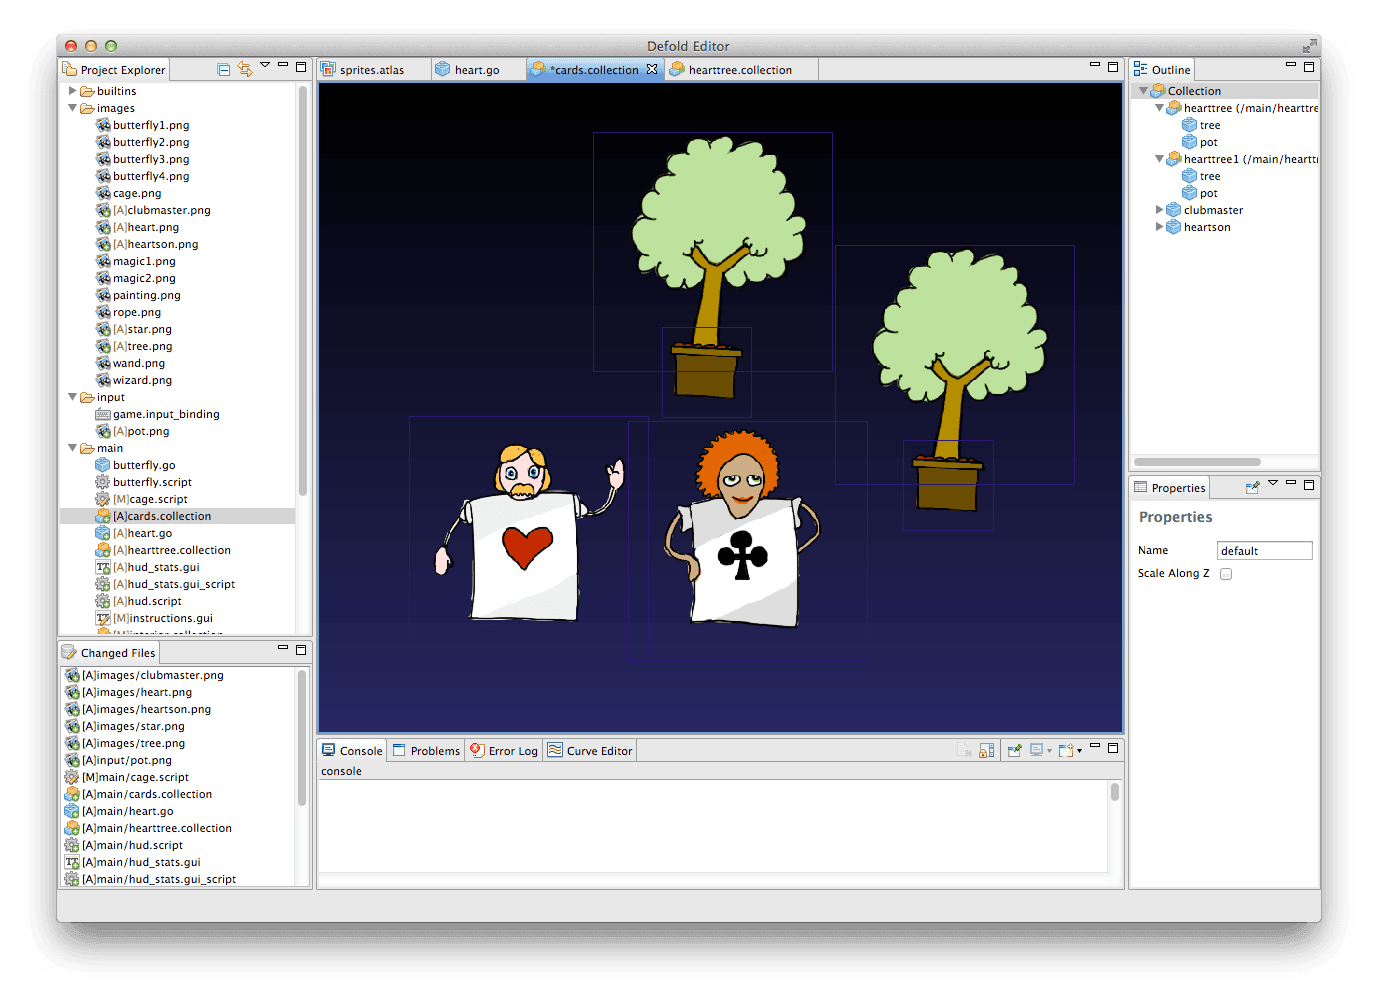 Defold Editor
Project Explorer
builtins
images
butterfly1.png
butterfly2.png
butterfly3.png
butterfly4.png
cage.png
[A]clubmaster.png
[A]heart.png
[A]heartson.png
magic1.png
magic2.png
painting.png
rope.png
[A]star.png
[A]tree.png
wand.png
wizard.png
input
game.input_binding
[A]pot.png
main
butterfly.go
butterfly.script
[M]cage.script
[A]cards.collection
[A]heart.go
[A]hearttree.collection
[A]hud_stats.gui
[A]hud_stats.gui_script
[A]hud.script
[M]instructions.gui
[M]interior.collection
Changed Files
[A]images/clubmaster.png
[A]images/heart.png
[A]images/heartson.png
[A]images/star.png
[A]images/tree.png
[A]input/pot.png
[M]main/cage.script
[A]main/cards.collection
[A]main/heart.go
[A]main/hearttree.collection
[A]main/hud.script
[A]main/hud_stats.gui
[A]main/hud_stats.gui_script
sprites.atlas heart.go *cards.collection hearttree.collection
Console Problems Error Log Curve Editor
console
Outline
Collection
hearttree (/main/hearttre
tree
pot
hearttree1 (/main/heartt
tree
pot
clubmaster
heartson
Properties
Properties
Name default
Scale Along Z